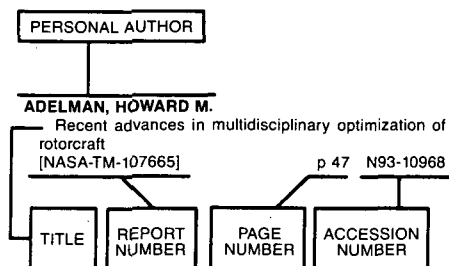 PERSONAL AUTHOR
ADELMAN, HOWARD M.
Recent advances in multidisciplinary optimization of
rotorcraft
[NASA-TM-107665] p 47 N93-10968
TITLE REPORT NUMBER PAGE NUMBER ACCESSION NUMBER